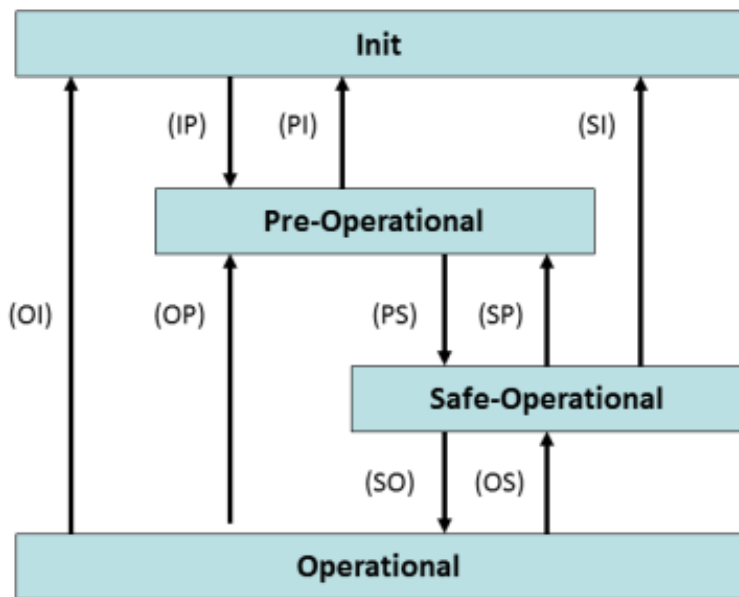 Init
(IP) (PI) (SI)
Pre-Operational
(OI) (OP) (PS) (SP)
Safe-Operational
(SO) (OS)
Operational